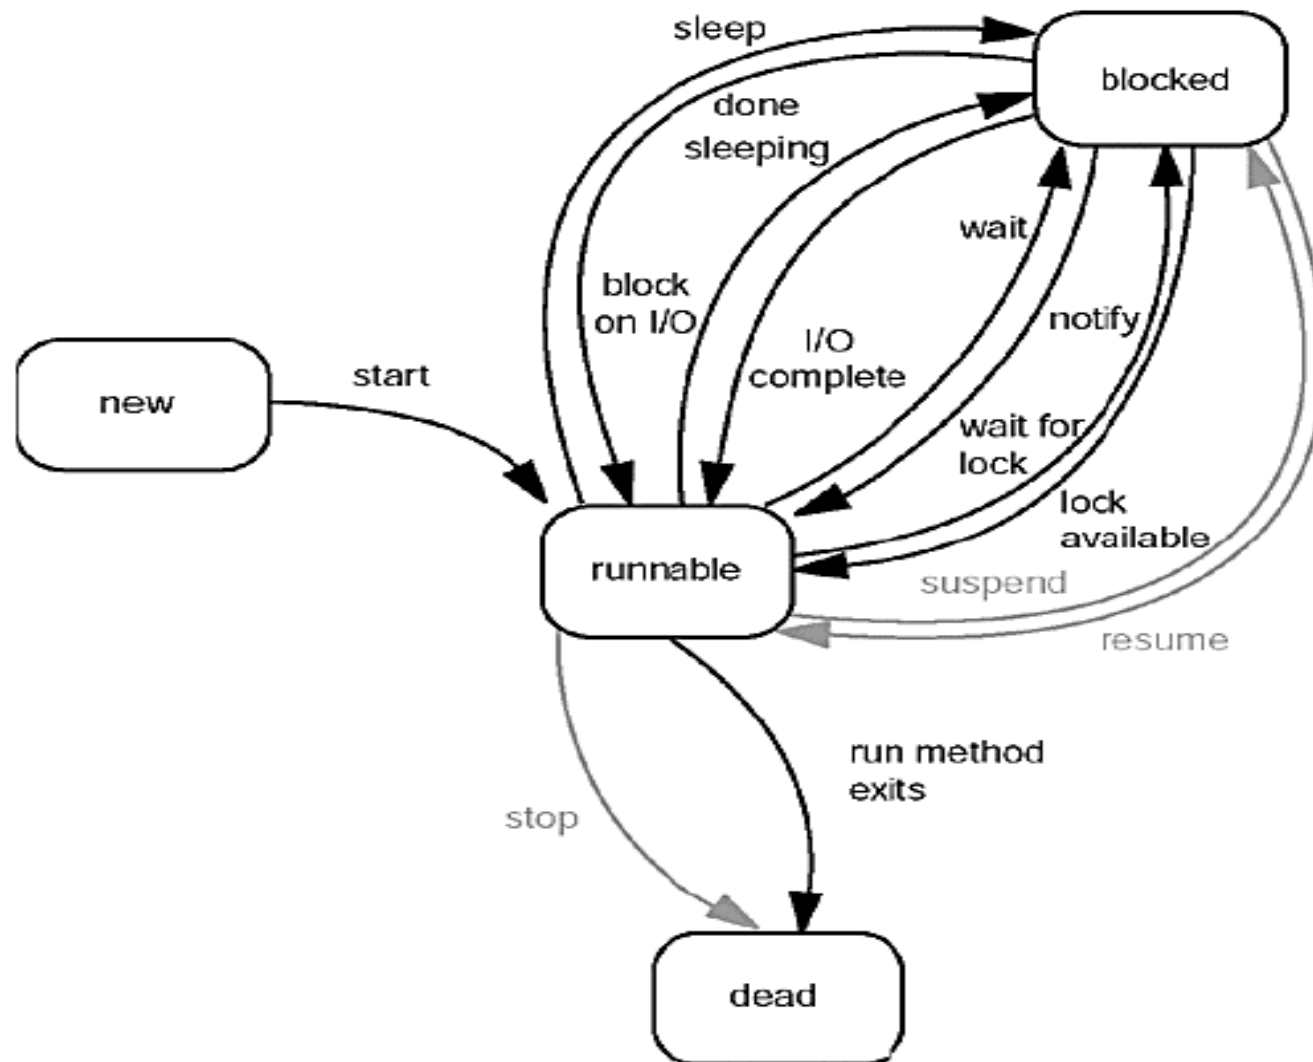 sleep
blocked
done
sleeping
wait
block
on I/O
notify
I/O
complete
start
new
wait for
lock
lock
available
runnable
suspend
resume
run method
exits
stop
dead